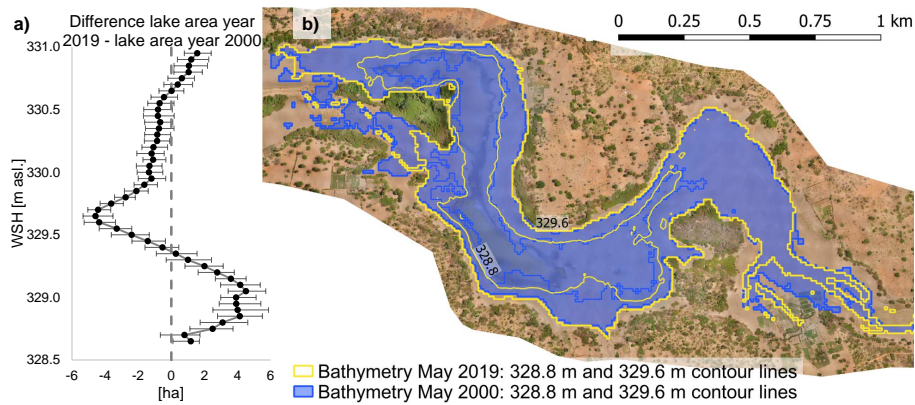 a)
Difference lake area year
2019 - lake area year 2000
WSH [m asl.]
331.0
330.5
330.0
329.5
329.0
328.5
-6 -4 -2 0 2 4 6
[ha]
b)
0 0.25 0.5 0.75 1 km
329.6
328.8
Bathymetry May 2019: 328.8 m and 329.6 m contour lines
Bathymetry May 2000: 328.8 m and 329.6 m contour lines